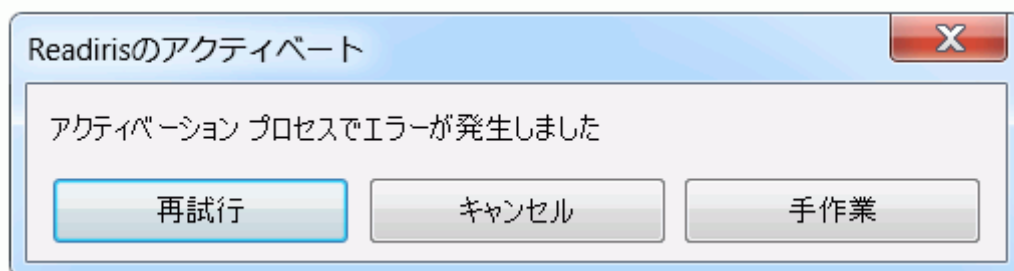 Readirisのアクティベート
アクティベーション プロセスでエラーが発生しました
再試行 キャンセル 手作業